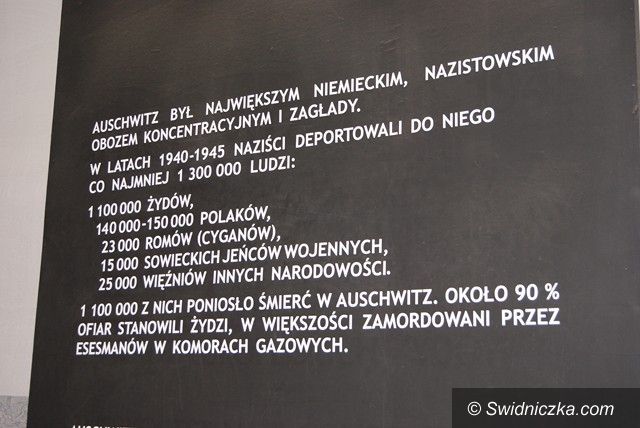 AUSCHWITZ BYŁ NAJWIĘKSZYM NIEMIECKIM, NAZISTOWSKIM
OBOZEM KONCENTRACYJNYM I ZAGŁADY.
W LATACH 1940-1945 NAZIŚCI DEPORTOWALI DO NIEGO
CO NAJMNIEJ 1 300 000 LUDZI:
1 100 000 ŻYDÓW,
140 000-150 000 POLAKÓW,
23 000 ROMÓW (CYGANÓW),
15 000 SOWIECKICH JEŃCÓW WOJENNYCH,
25 000 WIĘŹNIÓW INNYCH NARODOWOŚCI.
1 100 000 Z NICH PONIOSŁO ŚMIERĆ W AUSCHWITZ. OKOŁO 90 %
OFIAR STANOWILI ŻYDZI, W WIĘKSZOŚCI ZAMORDOWANI PRZEZ
ESESMANÓW W KOMORACH GAZOWYCH.
© Swidniczka.com